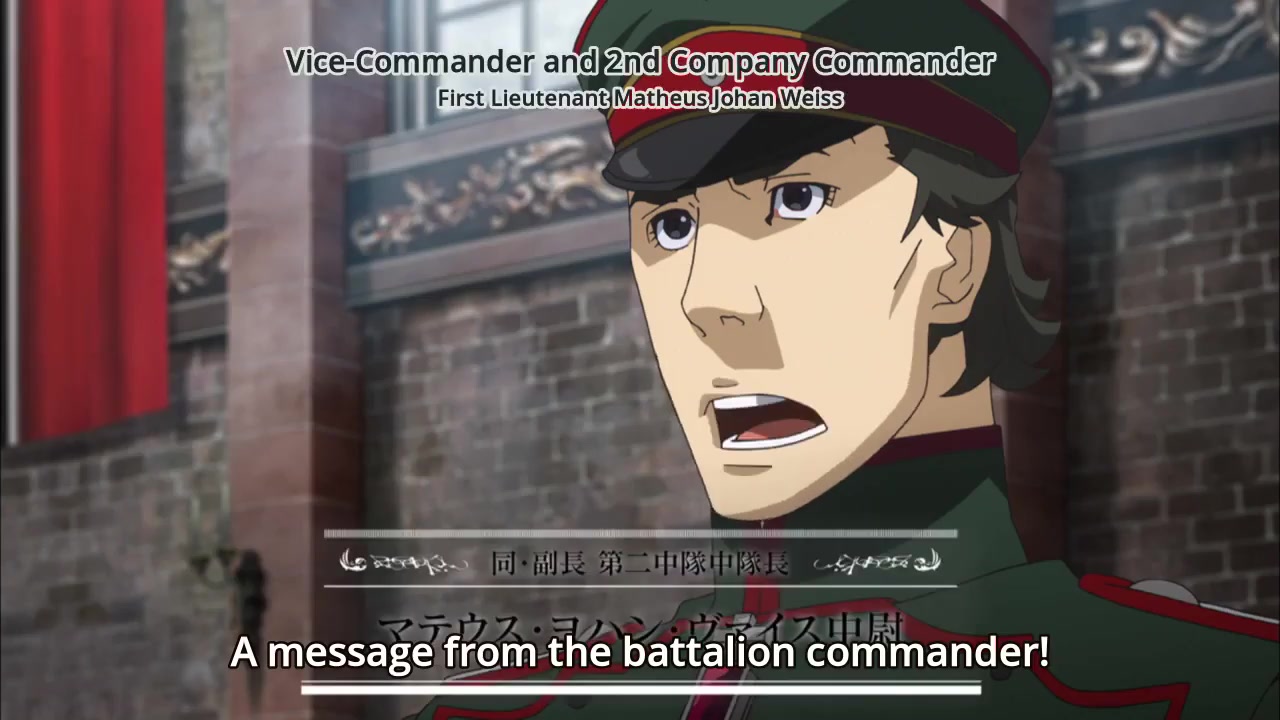 Vice-Commander and 2nd Company Commander
First Lieutenant Matheus Johan Weiss
同・副長 第二中隊中隊長
マテウス・ヨハン・ヴァイス中尉
A message from the battalion commander!